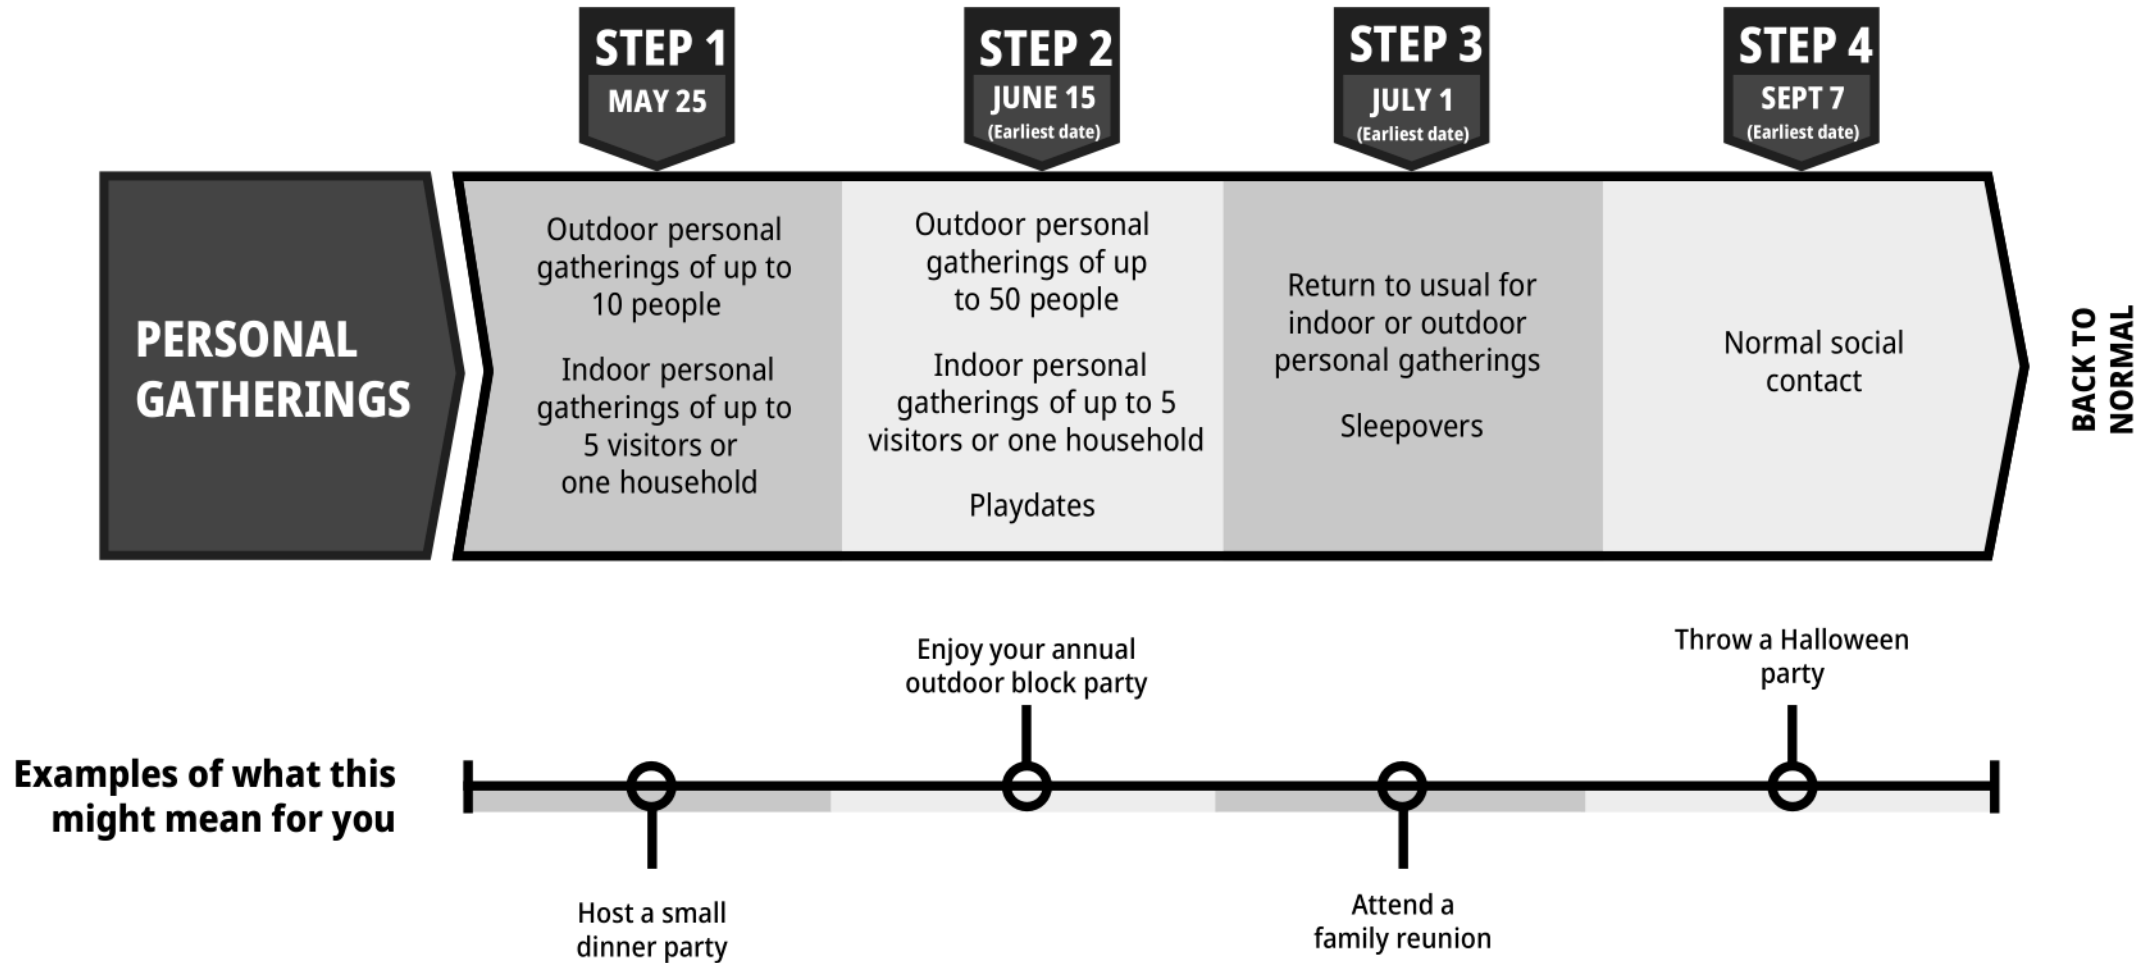 STEP 1
MAY 25
STEP 2
JUNE 15
(Earliest date)
STEP 3
JULY 1
(Earliest date)
STEP 4
SEPT 7
(Earliest date)
PERSONAL
GATHERINGS
Outdoor personal
gatherings of up to
10 people
Indoor personal
gatherings of up to
5 visitors or
one household
Outdoor personal
gatherings of up
to 50 people
Indoor personal
gatherings of up to 5
visitors or one household
Playdates
Return to usual for
indoor or outdoor
personal gatherings
Sleepovers
Normal social
contact
BACK TO
NORMAL
Examples of what this
might mean for you
Host a small
dinner party
Enjoy your annual
outdoor block party
Attend a
family reunion
Throw a Halloween
party